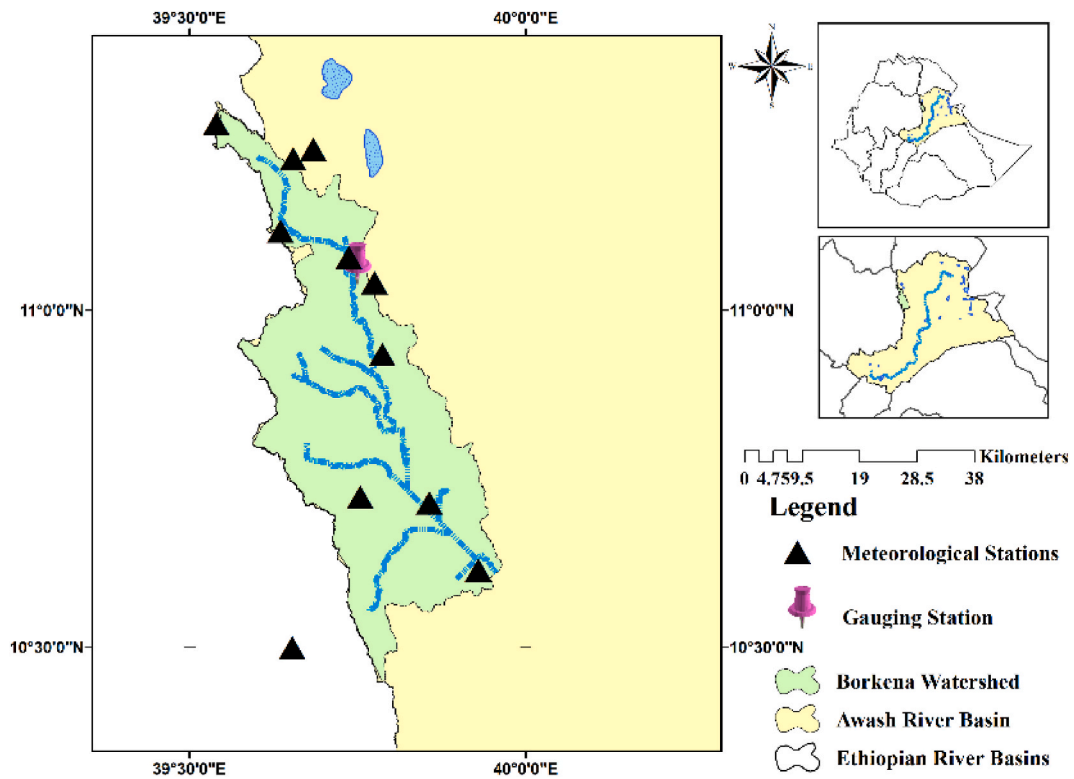 39°30'0"E 40°0'0"E
N
W E
S
11°0'0"N 11°0'0"N
Kilometers
0 4.759.5 19 28.5 38
Legend
Meteorological Stations
Gauging Station
10°30'0"N 10°30'0"N
Borkena Watershed
Awash River Basin
Ethiopian River Basins
39°30'0"E 40°0'0"E